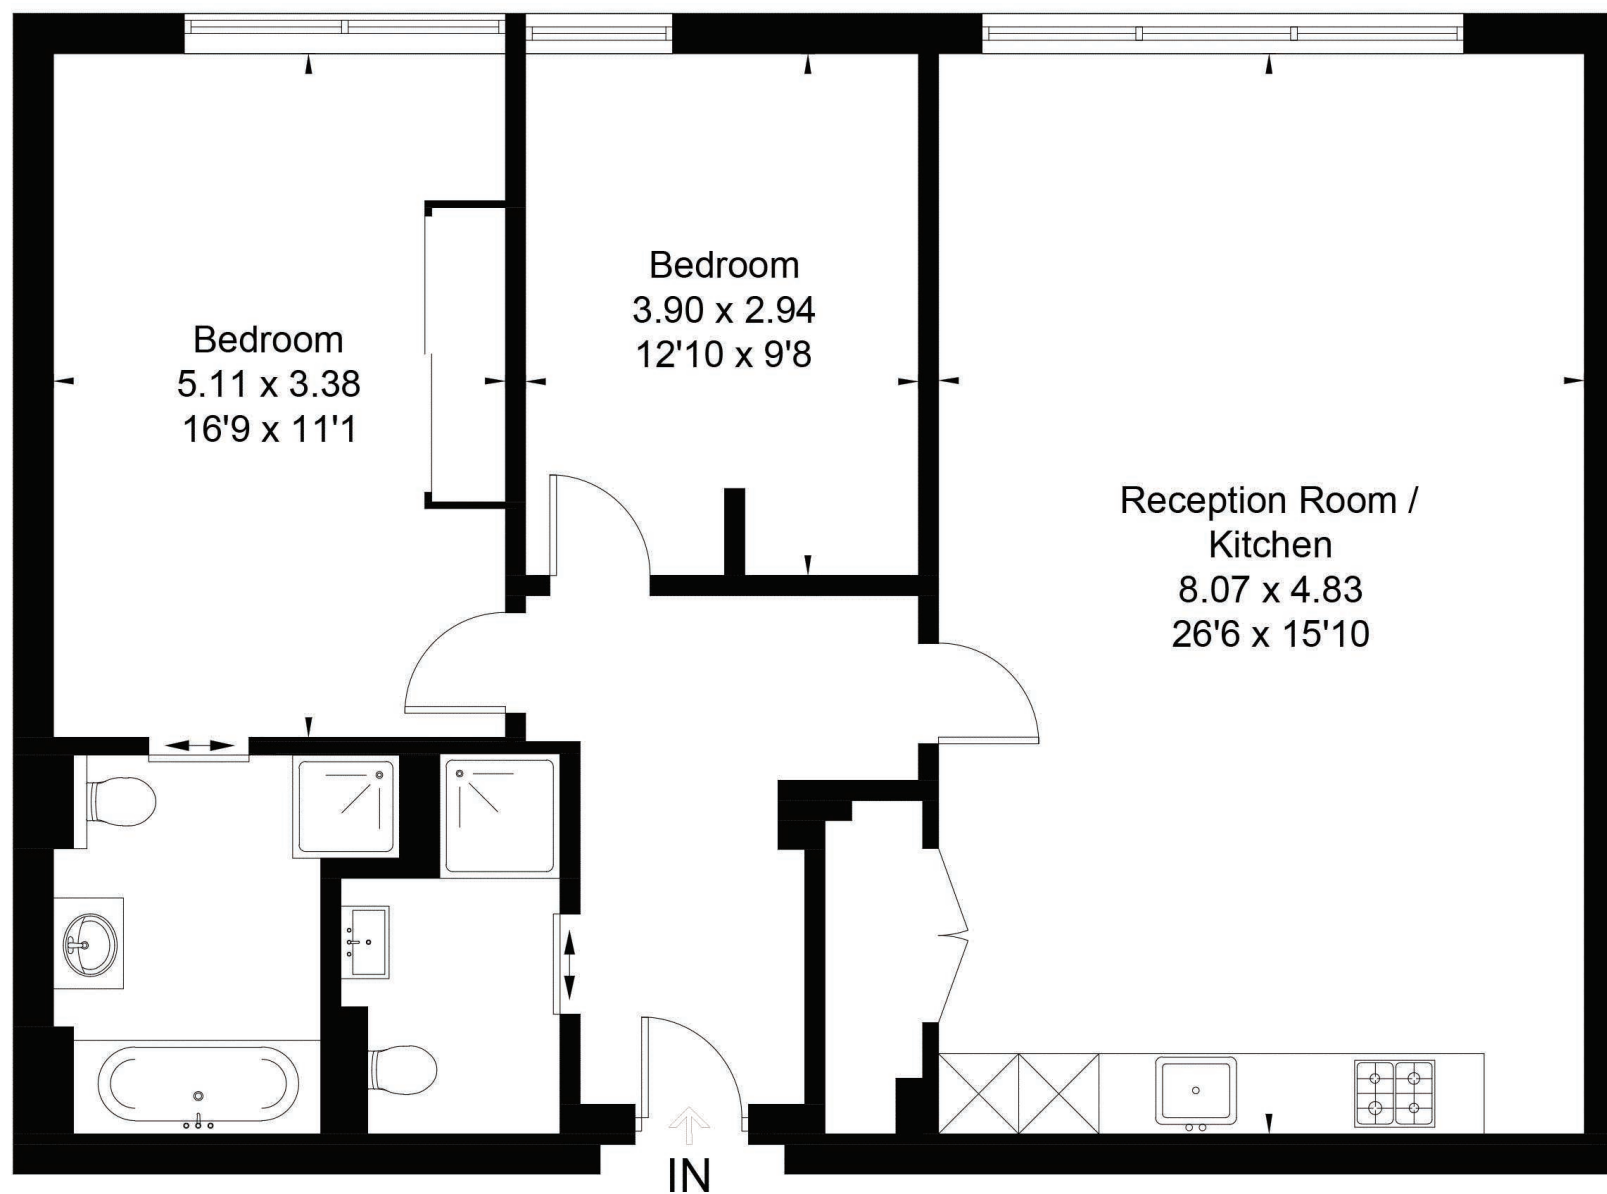 Bedroom
5.11 x 3.38
16'9 x 11'1
Bedroom
3.90 x 2.94
12'10 x 9'8
Reception Room /
Kitchen
8.07 x 4.83
26'6 x 15'10
IN